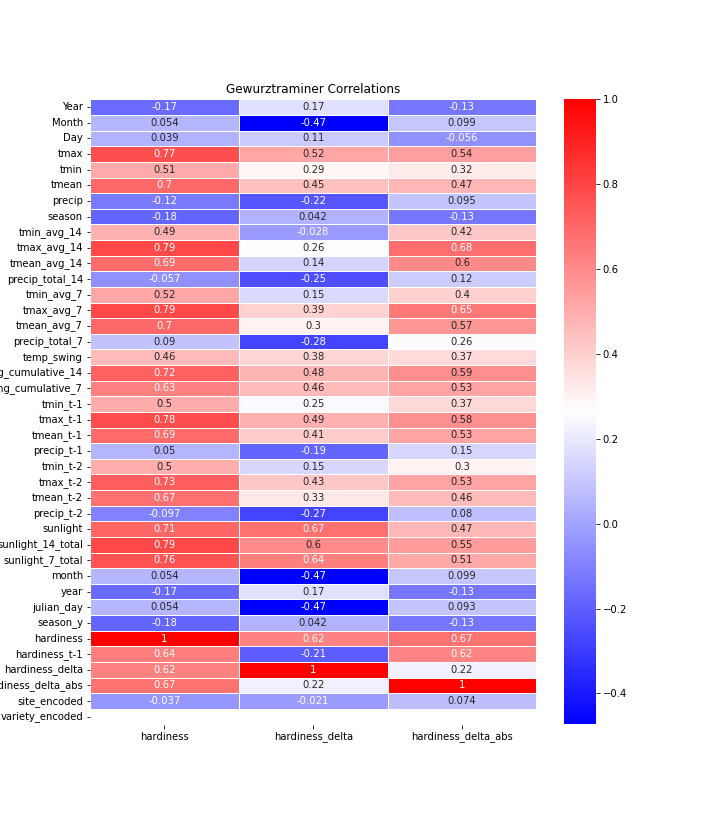 Gewurztraminer Correlations
Year -0.17 0.17 -0.13
Month 0.054 -0.47 0.099
Day 0.039 0.11 -0.056
tmax 0.77 0.52 0.54
tmin 0.51 0.29 0.32
tmean 0.7 0.45 0.47
precip -0.12 -0.22 0.095
season -0.18 0.042 -0.13
tmin_avg_14 0.49 -0.028 0.42
tmax_avg_14 0.79 0.26 0.68
tmean_avg_14 0.69 0.14 0.6
precip_total_14 -0.057 -0.25 0.12
tmin_avg_7 0.52 0.15 0.4
tmax_avg_7 0.79 0.39 0.65
tmean_avg_7 0.7 0.3 0.57
precip_total_7 0.09 -0.28 0.26
temp_swing 0.46 0.38 0.37
g_cumulative_14 0.72 0.48 0.59
ng_cumulative_7 0.63 0.46 0.53
tmin_t-1 0.5 0.25 0.37
tmax_t-1 0.78 0.49 0.58
tmean_t-1 0.69 0.41 0.53
precip_t-1 0.05 -0.19 0.15
tmin_t-2 0.5 0.15 0.3
tmax_t-2 0.73 0.43 0.53
tmean_t-2 0.67 0.33 0.46
precip_t-2 -0.097 -0.27 0.08
sunlight 0.71 0.67 0.47
sunlight_14_total 0.79 0.6 0.55
sunlight_7_total 0.76 0.64 0.51
month 0.054 -0.47 0.099
year -0.17 0.17 -0.13
julian_day 0.054 -0.47 0.093
season_y -0.18 0.042 -0.13
hardiness 1 0.62 0.67
hardiness_t-1 0.64 -0.21 0.62
hardiness_delta 0.62 1 0.22
diness_delta_abs 0.67 0.22 1
site_encoded -0.037 -0.021 0.074
variety_encoded
hardiness hardiness_delta hardiness_delta_abs
1.0
0.8
0.6
0.4
0.2
0.0
−0.2
−0.4